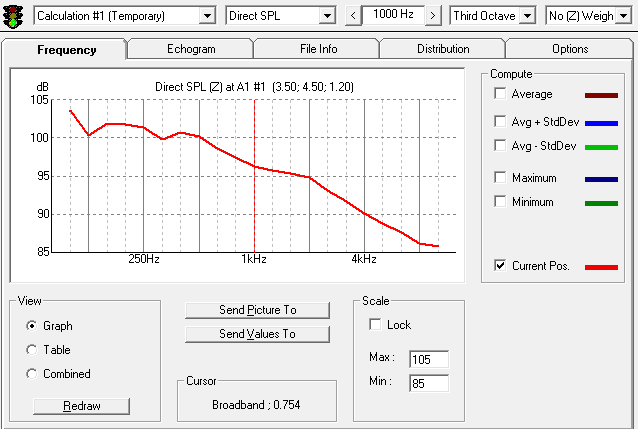 Calculation #1 (Temporary) Direct SPL < 1000 Hz > Third Octave No (Z) Weigh
Frequency Echogram File Info Distribution Options
dB Direct SPL (Z) at A1 #1 (3.50; 4.50; 1.20)
105
100
95
90
85
250Hz 1kHz 4kHz
Compute
Average
Avg + StdDev
Avg - StdDev
Maximum
Minimum
Current Pos.
View
Graph
Table
Combined
Redraw
Send Picture To
Send Values To
Cursor
Broadband ; 0.754
Scale
Lock
Max : 105
Min : 85